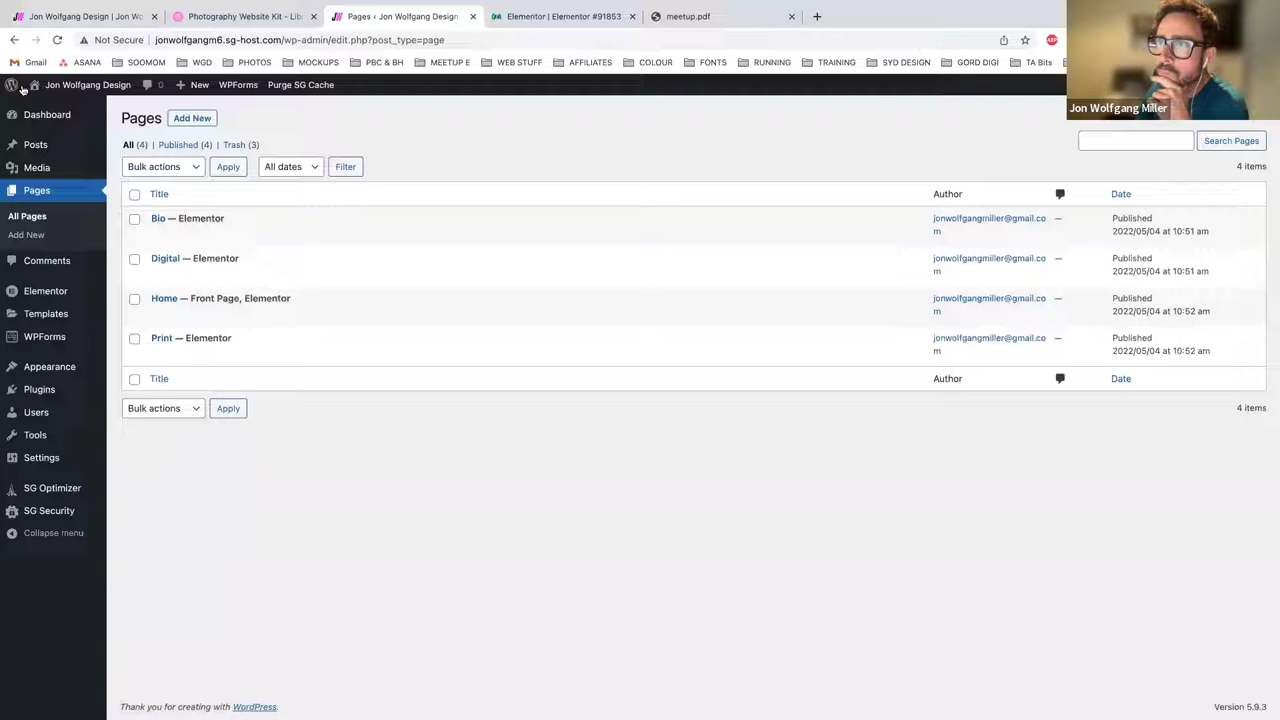 Jon Wolfgang Design | Jon Wc
Photography Website Kit - Lib
Pages ‹ Jon Wolfgang Design
Elementor | Elementor #91853
meetup.pdf
Not Secure
jonwolfgangm6.sg-host.com/wp-admin/edit.php?post_type=page
ABP
Gmail
ASANA
SOOMOM
WGD
PHOTOS
MOCKUPS
PBC & BH
MEETUP E
WEB STUFF
AFFILIATES
COLOUR
FONTS
RUNNING
TRAINING
SYD DESIGN
GORD DIGI
TA Bits
Jon Wolfgang Design
0
New
WPForms
Purge SG Cache
Jon Wolfgang Miller
Dashboard
Posts
Media
Pages
All Pages
Add New
Comments
Elementor
Templates
WPForms
Appearance
Plugins
Users
Tools
Settings
SG Optimizer
SG Security
Collapse menu
Pages
Add New
All (4) | Published (4) | Trash (3)
Search Pages
Bulk actions
Apply
All dates
Filter
4 items
Title
Author
Date
Bio — Elementor
jonwolfgangmiller@gmail.co
m
—
Published
2022/05/04 at 10:51 am
Digital — Elementor
jonwolfgangmiller@gmail.co
m
—
Published
2022/05/04 at 10:51 am
Home — Front Page, Elementor
jonwolfgangmiller@gmail.co
m
—
Published
2022/05/04 at 10:52 am
Print — Elementor
jonwolfgangmiller@gmail.co
m
—
Published
2022/05/04 at 10:52 am
Title
Author
Date
Bulk actions
Apply
4 items
Thank you for creating with WordPress.
Version 5.9.3